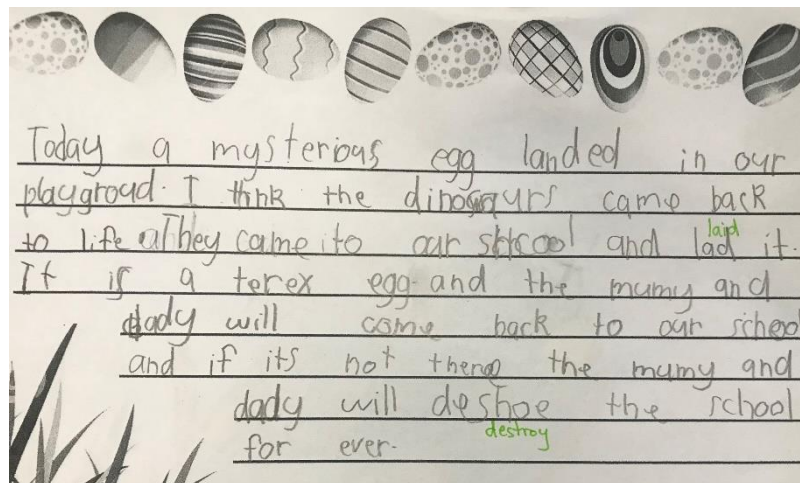 Today a mysterious egg landed in our
playgroud. I think the dinosaurs came back
to life They came to our shcool and lad it.
laid
It is a terex egg and the mumy and
dady will come back to our school
and if its not there the mumy and
dady will deshoe the school
destroy
for ever.